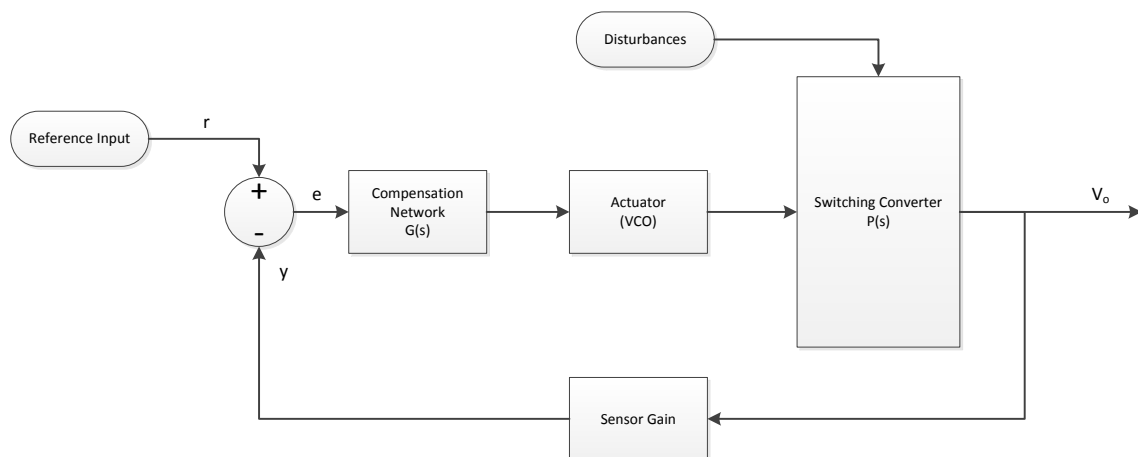 Disturbances
Reference Input
r
+
-
e
y
Compensation
Network
G(s)
Actuator
(VCO)
Switching Converter
P(s)
Vₒ
Sensor Gain